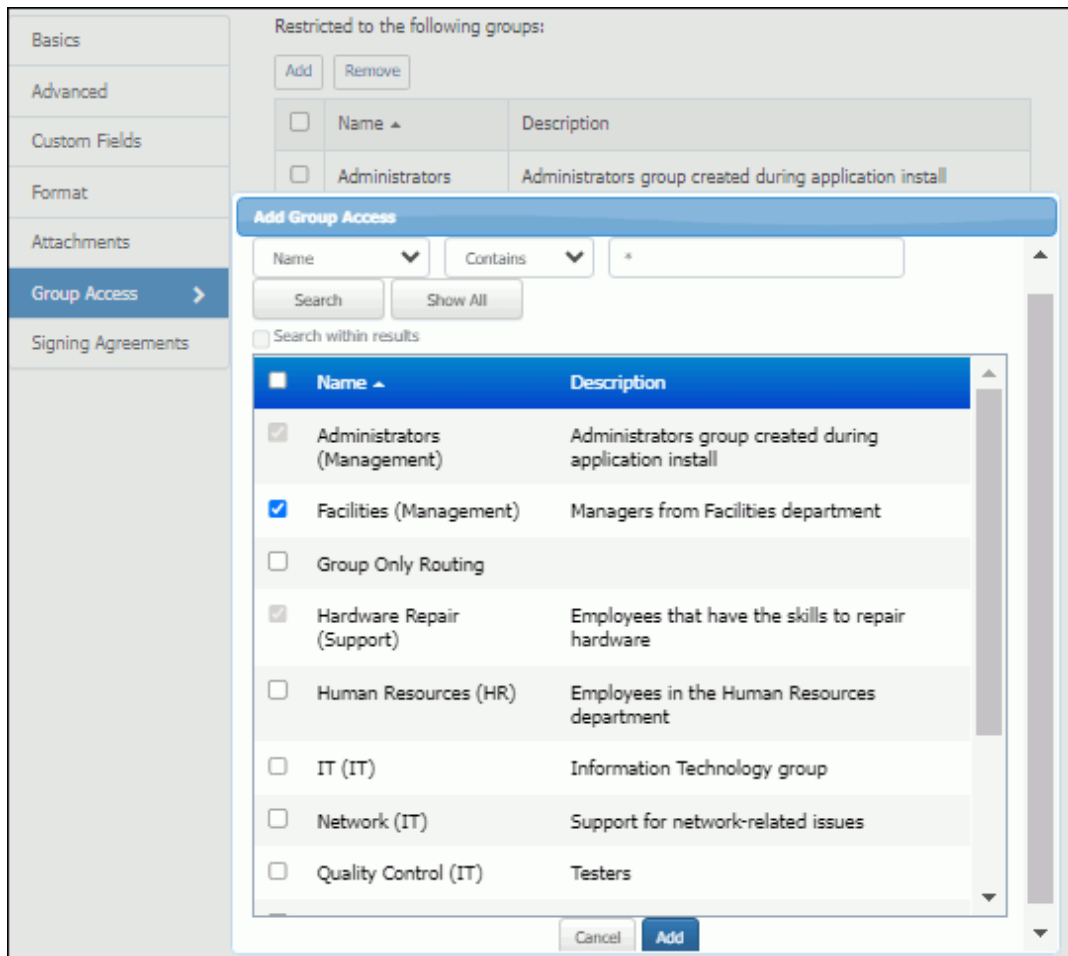 Basics
Advanced
Custom Fields
Format
Attachments
Group Access
Signing Agreements
Restricted to the following groups:
Add Remove
Name Description
Administrators Administrators group created during application install
Add Group Access
Name Contains *
Search Show All
Search within results
Name Description
Administrators Administrators group created during
(Management) application install
Facilities (Management) Managers from Facilities department
Group Only Routing
Hardware Repair Employees that have the skills to repair
(Support) hardware
Human Resources (HR) Employees in the Human Resources
department
IT (IT) Information Technology group
Network (IT) Support for network-related issues
Quality Control (IT) Testers
Cancel Add